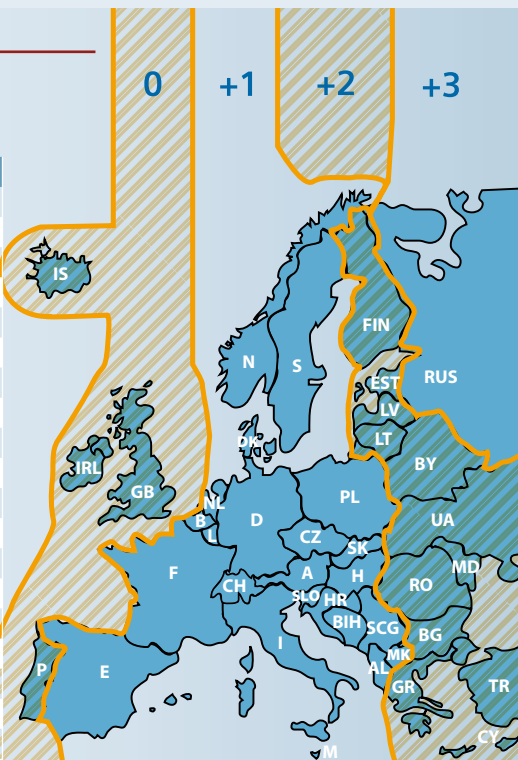 0 +1 +2 +3
IS
FIN
N S RUS
EST
LV
DK LT
IRL BY
GB NL PL
B D UA
L CZ
SK
F A H MD
CH RO
SLO HR
BIH SCG BG
I MK
P E AL
GR TR
CY
M